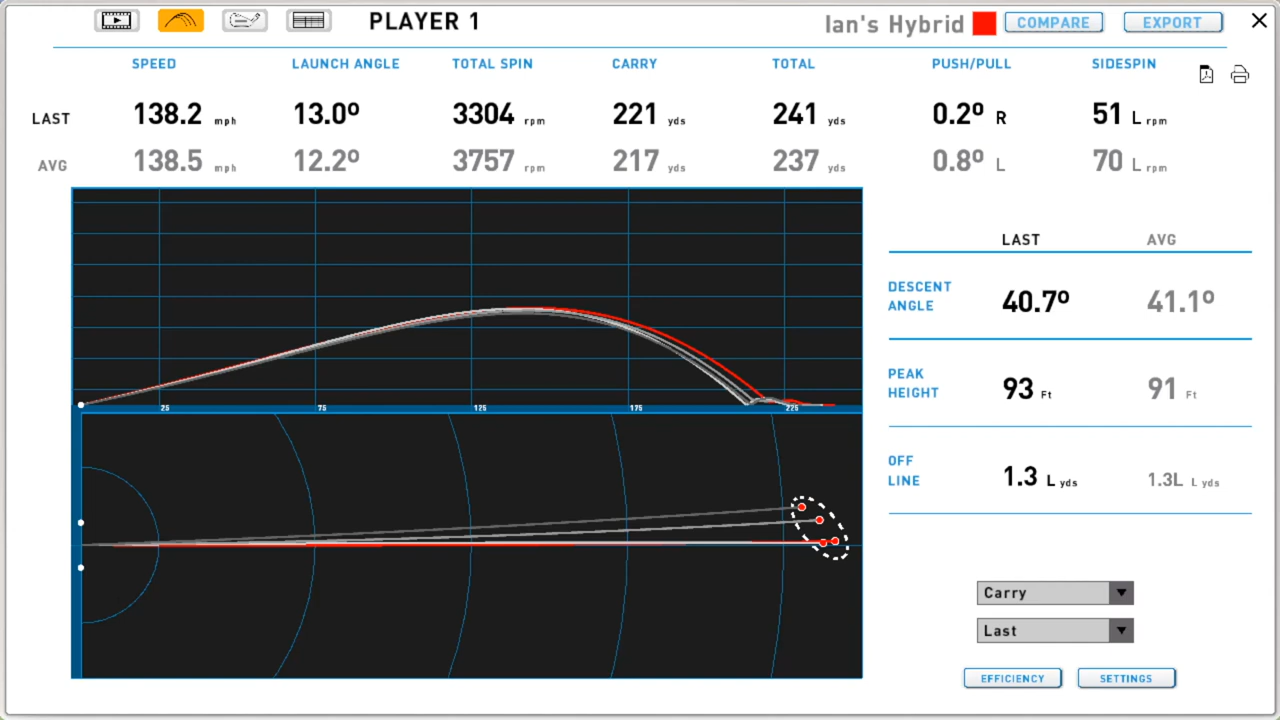 PLAYER 1 Ian's Hybrid COMPARE EXPORT
SPEED LAUNCH ANGLE TOTAL SPIN CARRY TOTAL PUSH/PULL SIDESPIN
LAST 138.2 mph 13.0º 3304 rpm 221 yds 241 yds 0.2º R 51 L rpm
AVG 138.5 mph 12.2º 3757 rpm 217 yds 237 yds 0.8º L 70 L rpm
25 75 125 175 225
LAST AVG
DESCENT
ANGLE 40.7º 41.1º
PEAK
HEIGHT 93 Ft 91 Ft
OFF
LINE 1.3 L yds 1.3L L yds
Carry
Last
EFFICIENCY SETTINGS